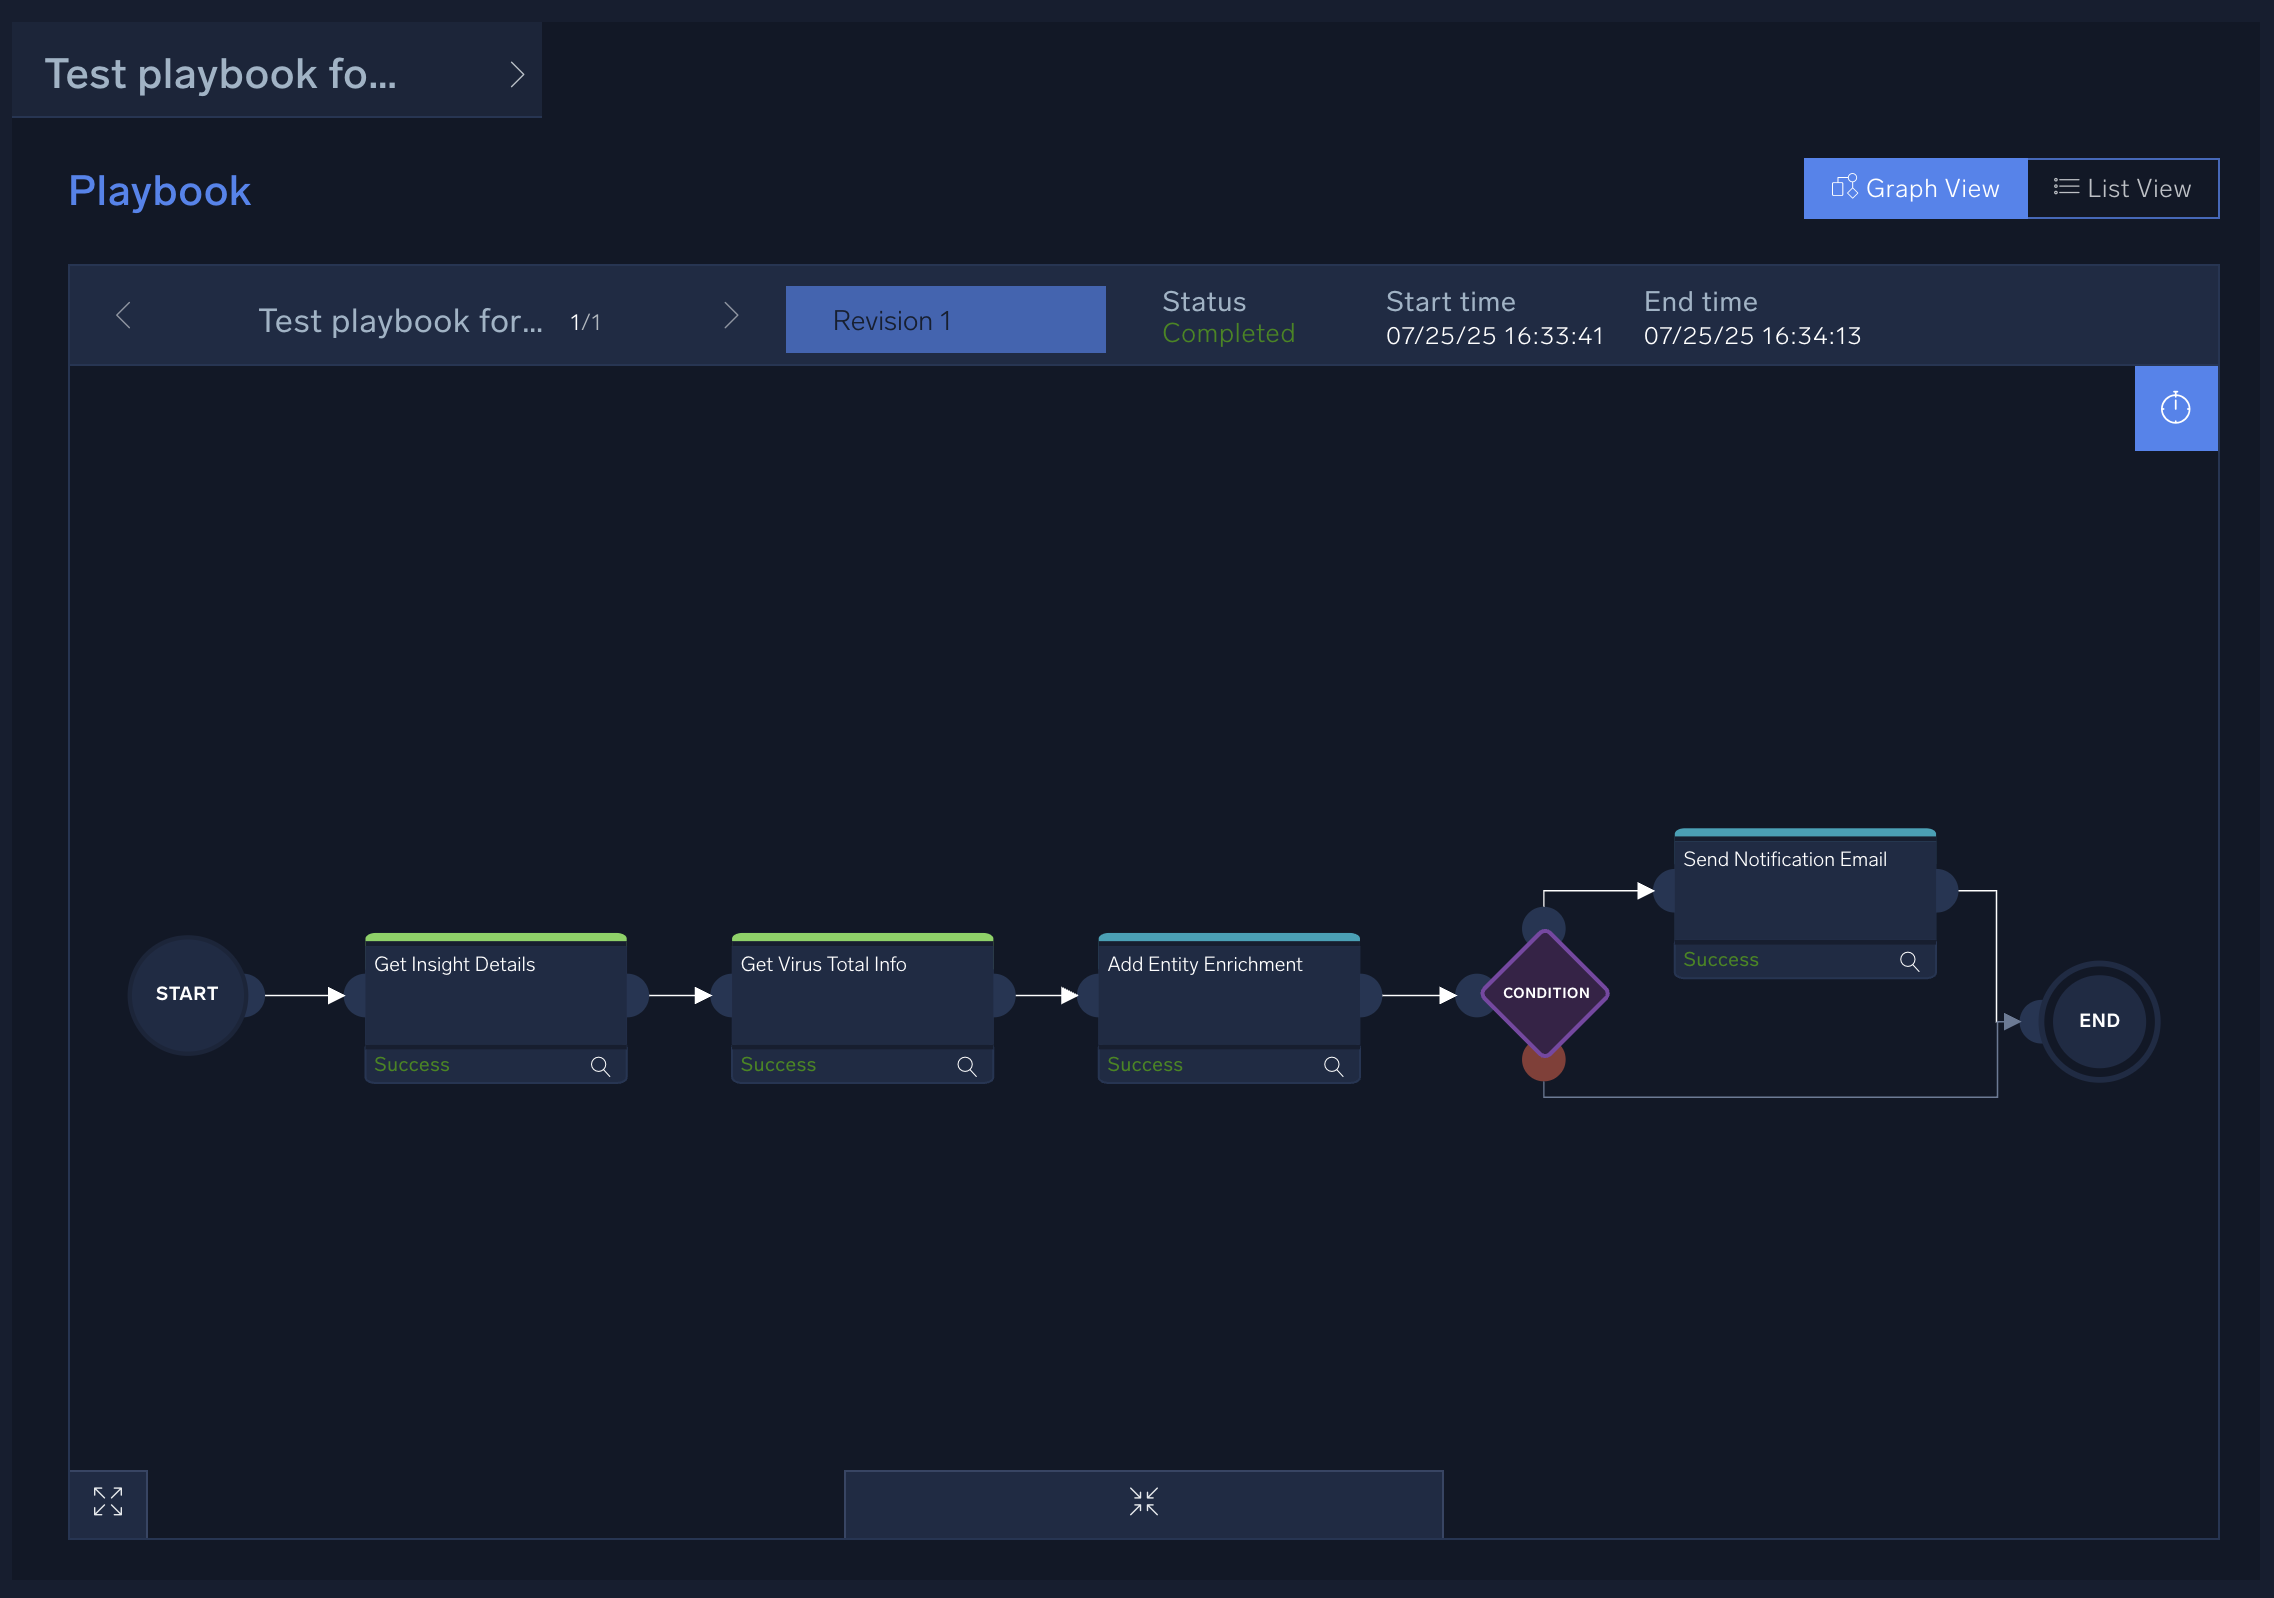 Test playbook fo...
Playbook
Graph View
List View
Test playbook for... 1/1
Revision 1
Status
Completed
Start time
07/25/25 16:33:41
End time
07/25/25 16:34:13
START
Get Insight Details
Success
Get Virus Total Info
Success
Add Entity Enrichment
Success
CONDITION
Send Notification Email
Success
END